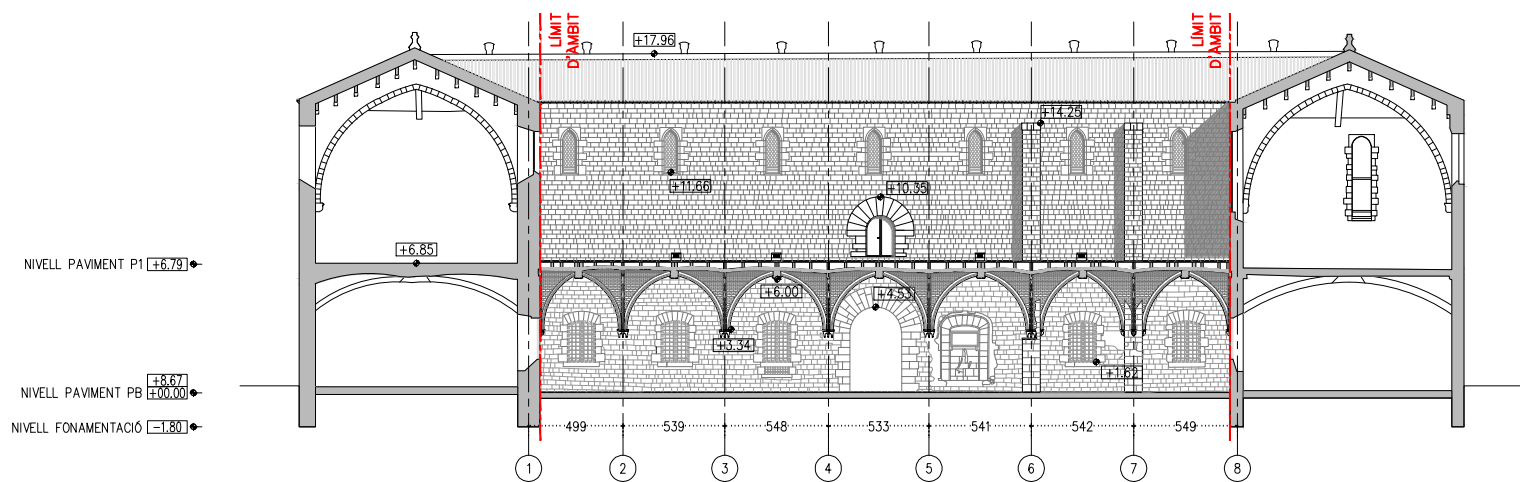 LÍMIT
D'ÀMBIT
LÍMIT
D'ÀMBIT
+17.96
+14.25
+11.66
+10.35
+6.85
NIVELL PAVIMENT P1 +6.79
+6.00
+4.53
+3.34
+1.62
+8.67
NIVELL PAVIMENT PB +00.00
NIVELL FONAMENTACIÓ -1.80
499 539 548 533 541 542 549
1 2 3 4 5 6 7 8